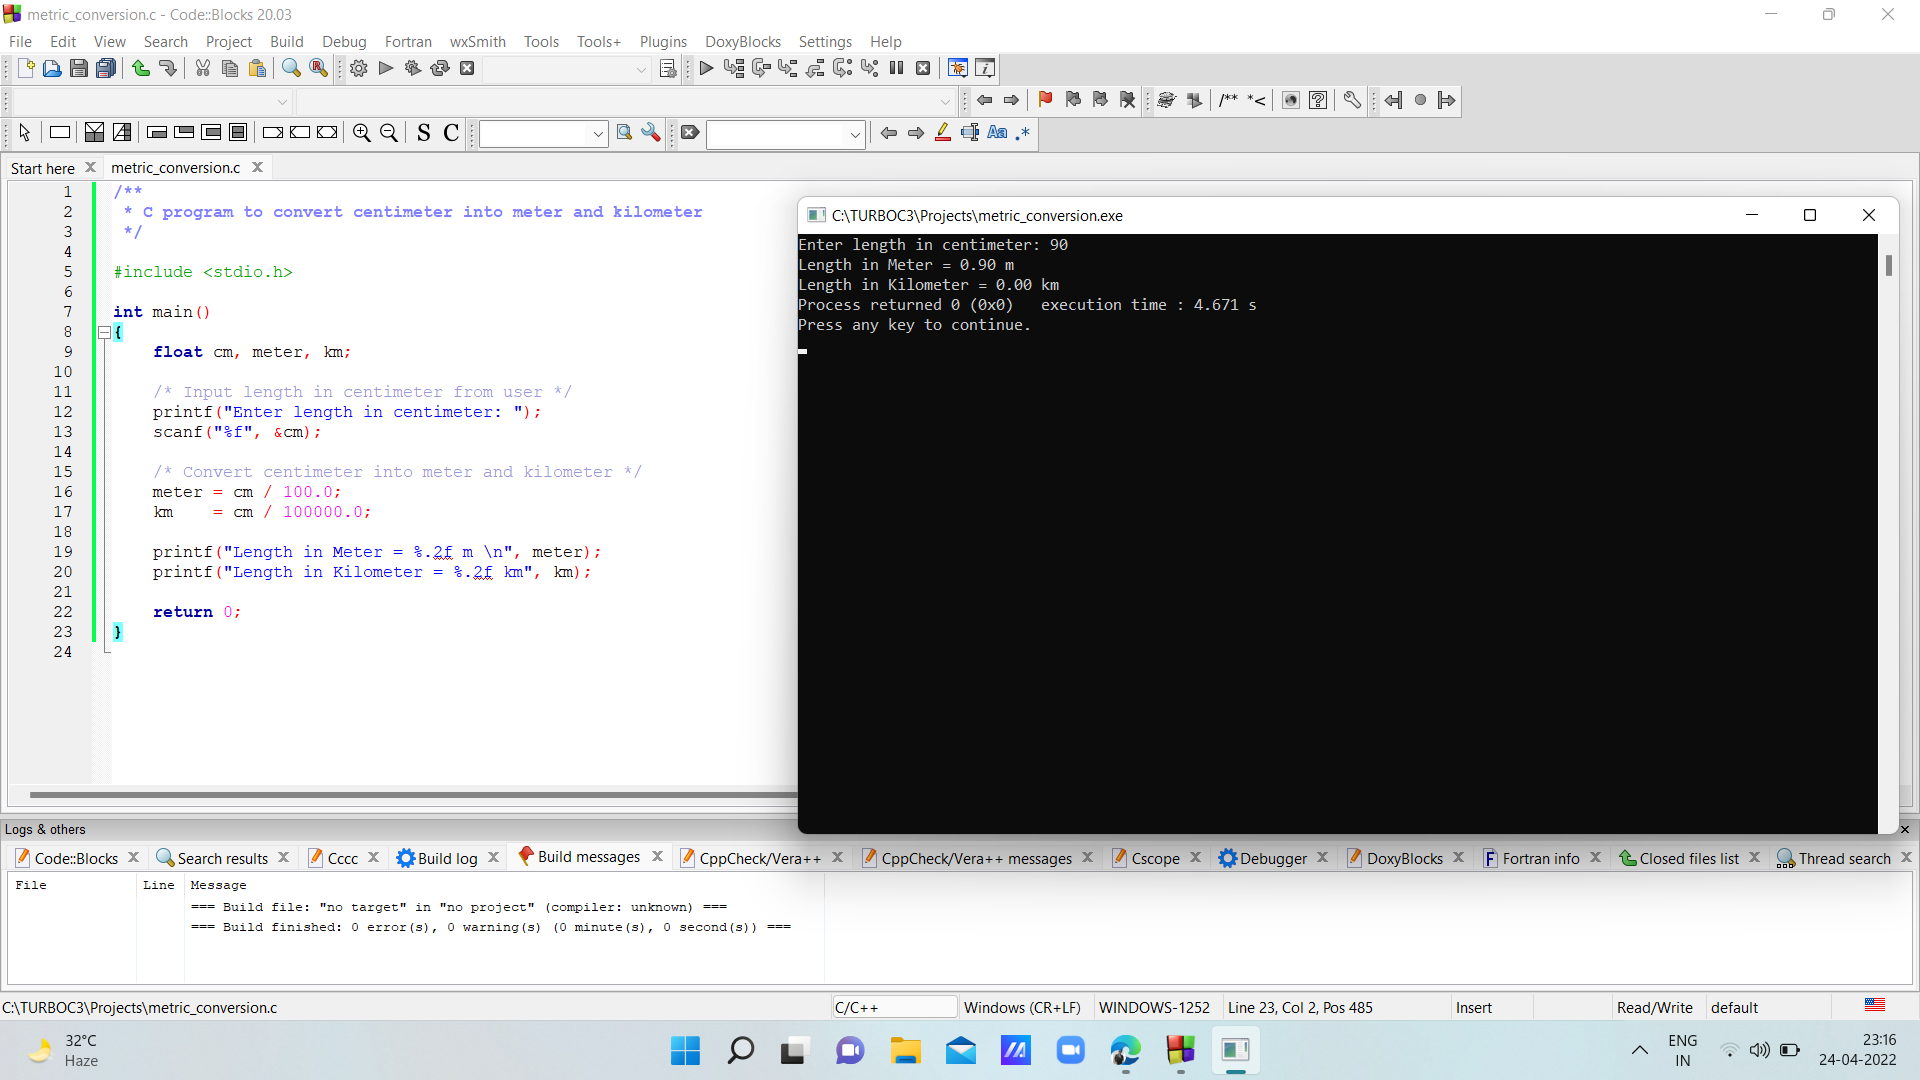 metric_conversion.c - Code::Blocks 20.03
File Edit View Search Project Build Debug Fortran wxSmith Tools Tools+ Plugins DoxyBlocks Settings Help
/** *<
S C
Aa .*
Start here metric_conversion.c
1 /**
2 * C program to convert centimeter into meter and kilometer
3 */
4
5 #include <stdio.h>
6
7 int main()
8 {
9 float cm, meter, km;
10
11 /* Input length in centimeter from user */
12 printf("Enter length in centimeter: ");
13 scanf("%f", &cm);
14
15 /* Convert centimeter into meter and kilometer */
16 meter = cm / 100.0;
17 km    = cm / 100000.0;
18
19 printf("Length in Meter = %.2f m \n", meter);
20 printf("Length in Kilometer = %.2f km", km);
21
22 return 0;
23 }
24
C:\TURBOC3\Projects\metric_conversion.exe
Enter length in centimeter: 90
Length in Meter = 0.90 m
Length in Kilometer = 0.00 km
Process returned 0 (0x0)   execution time : 4.671 s
Press any key to continue.
Logs & others
Code::Blocks Search results Cccc Build log Build messages CppCheck/Vera++ CppCheck/Vera++ messages Cscope Debugger DoxyBlocks Fortran info Closed files list Thread search
File Line Message
=== Build file: "no target" in "no project" (compiler: unknown) ===
=== Build finished: 0 error(s), 0 warning(s) (0 minute(s), 0 second(s)) ===
C:\TURBOC3\Projects\metric_conversion.c C/C++ Windows (CR+LF) WINDOWS-1252 Line 23, Col 2, Pos 485 Insert Read/Write default
32°C
Haze
ENG
IN
23:16
24-04-2022